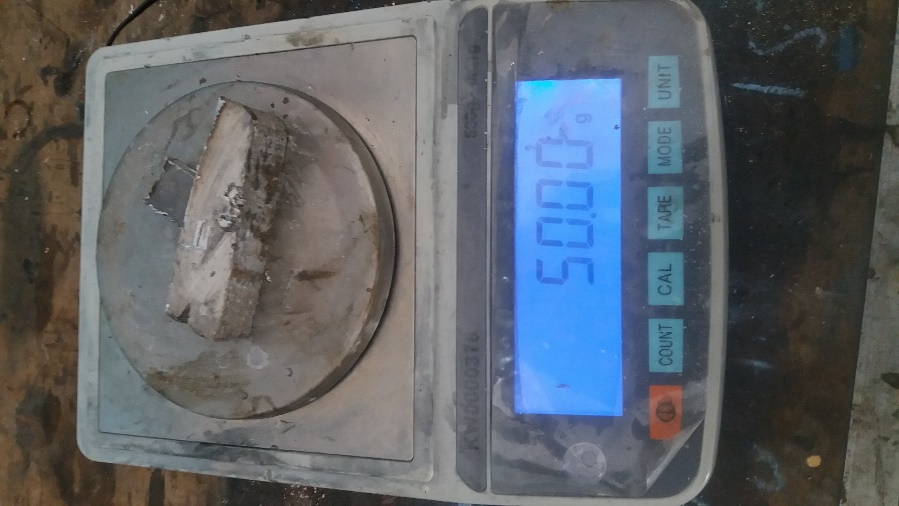 50.00 g
COUNT CAL TARE MODE UNIT